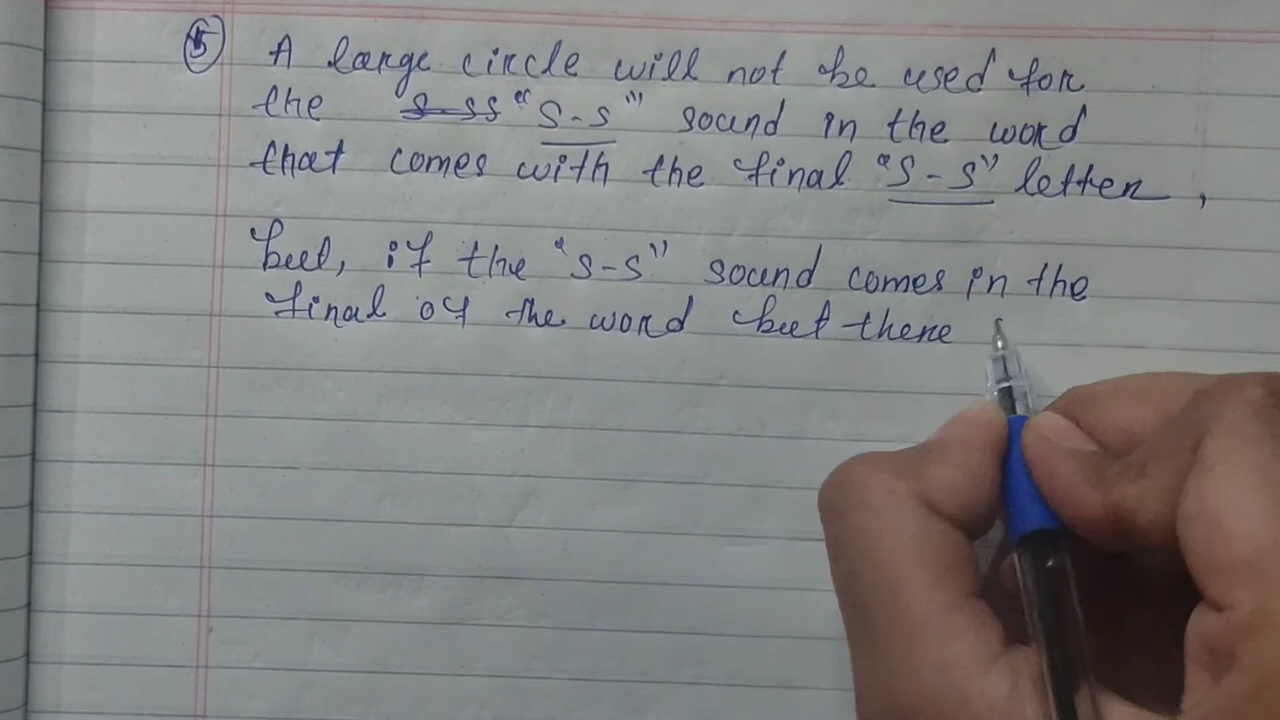 5 A large circle will not be used for
the s-ss "S-S" sound in the word
that comes with the final "S-S" letter,
but, if the "S-S" sound comes in the
final of the word but there